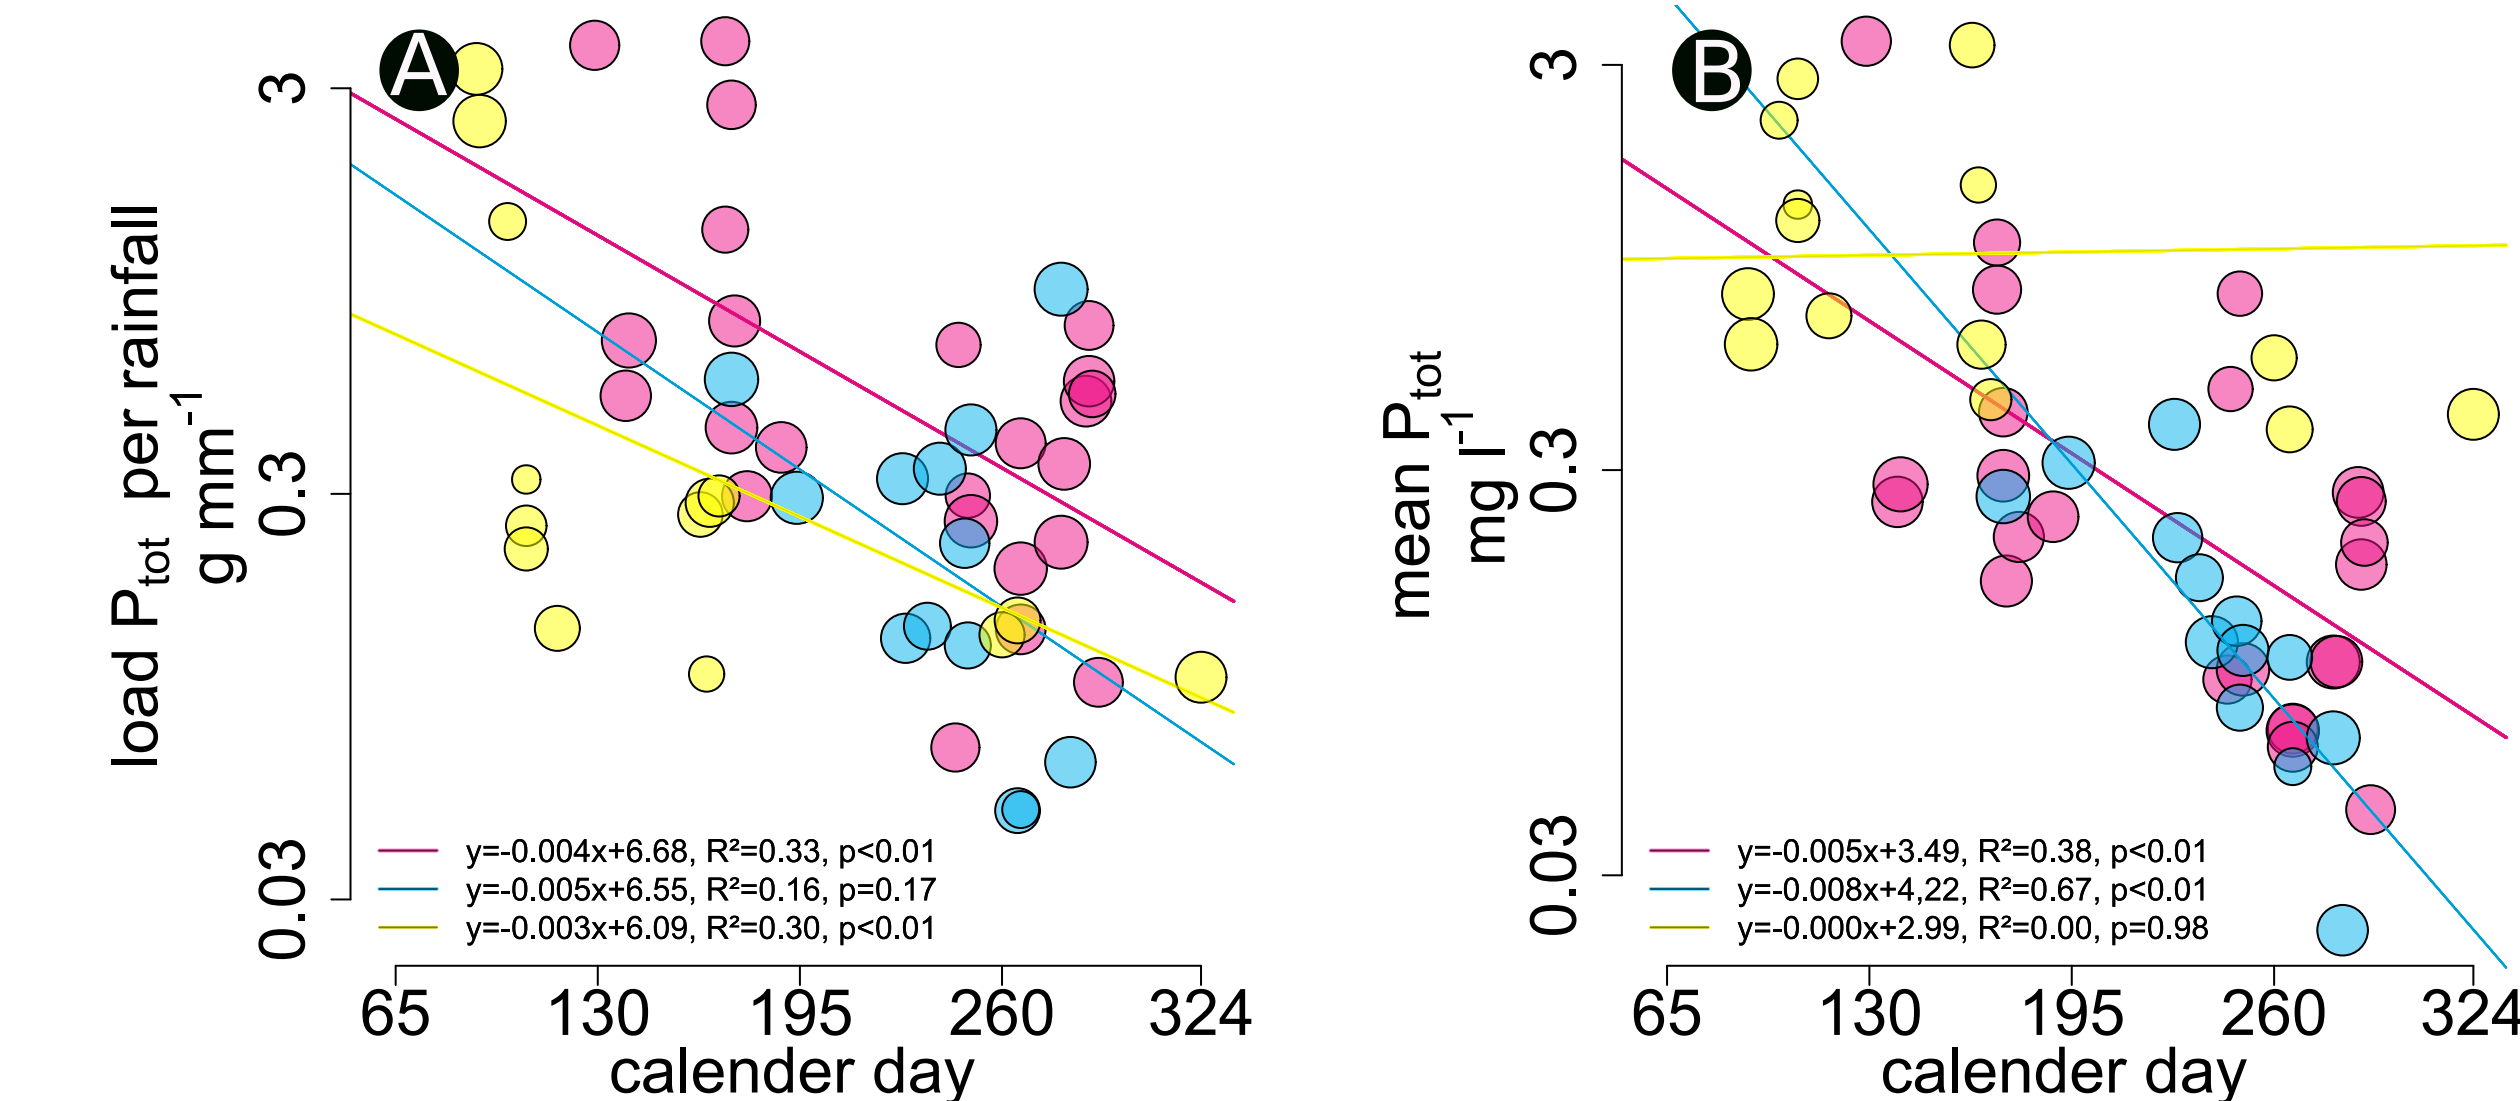 A
load Ptot per rainfall
g mm-1
3
0.3
0.03
y=-0.004x+6.68, R²=0.33, p<0.01
y=-0.005x+6.55, R²=0.16, p=0.17
y=-0.003x+6.09, R²=0.30, p<0.01
65 130 195 260 324
calender day
B
mean Ptot
mg l-1
3
0.3
0.03
y=-0.005x+3.49, R²=0.38, p<0.01
y=-0.008x+4,22, R²=0.67, p<0.01
y=-0.000x+2.99, R²=0.00, p=0.98
65 130 195 260 324
calender day